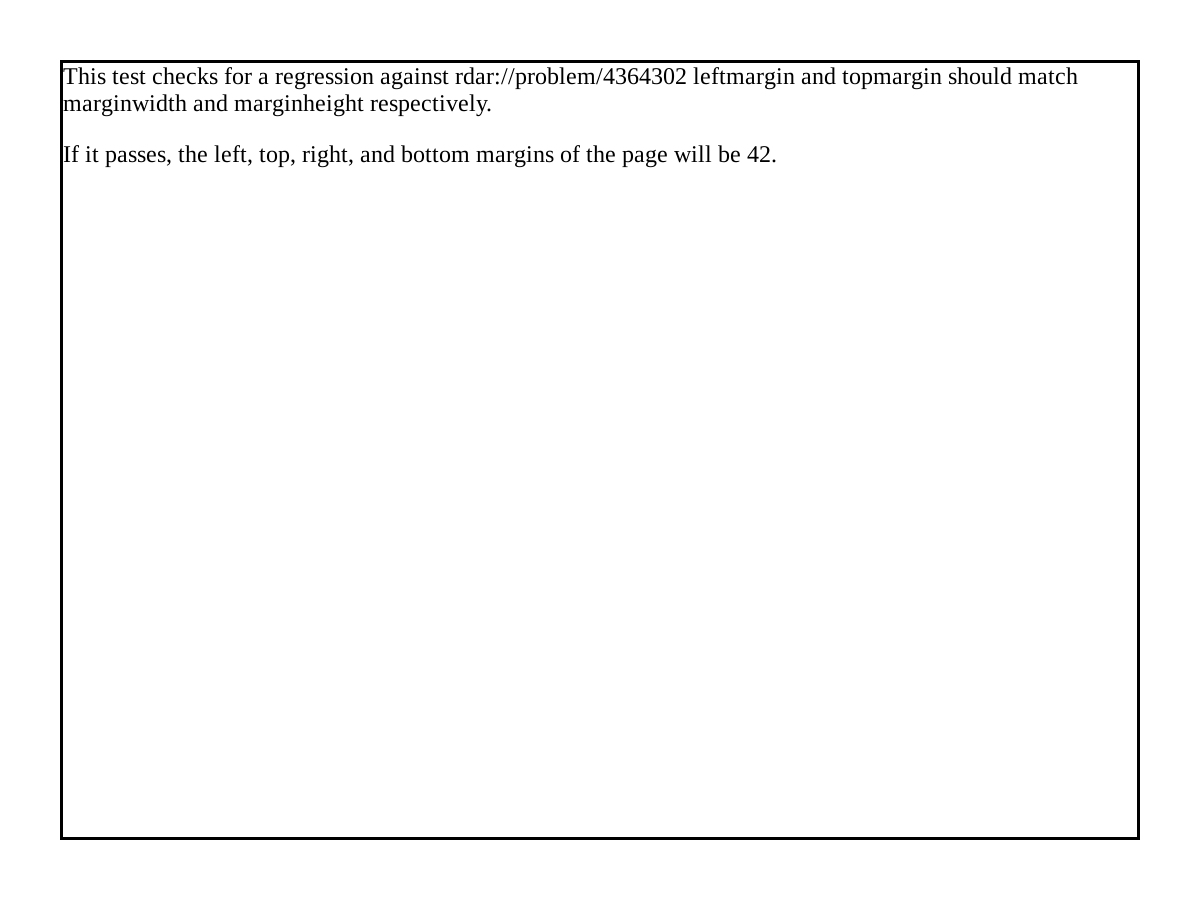 This test checks for a regression against rdar://problem/4364302 leftmargin and topmargin should match
marginwidth and marginheight respectively.
If it passes, the left, top, right, and bottom margins of the page will be 42.